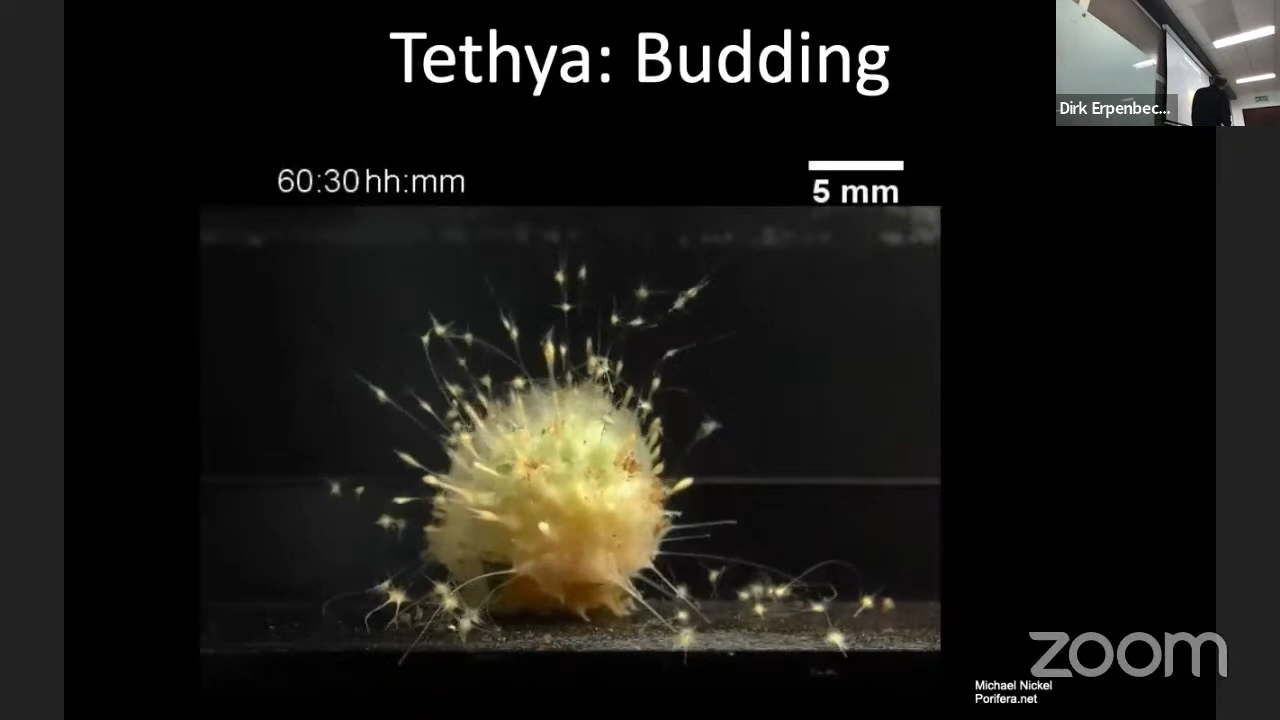 Tethya: Budding
Dirk Erpenbec...
60:30 hh:mm
5 mm
zoom
Michael Nickel
Porifera.net